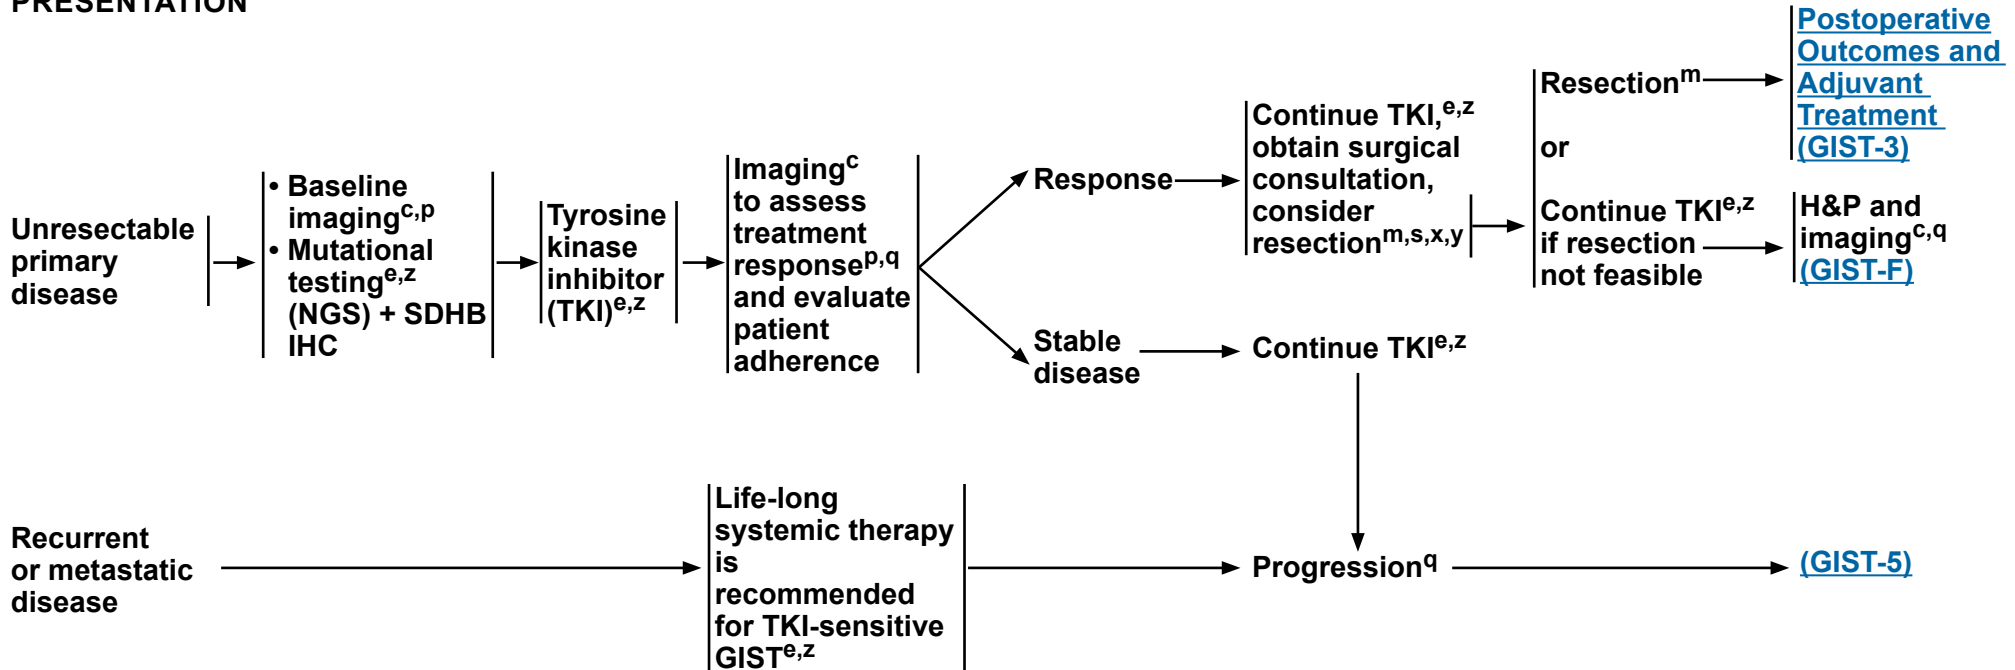 PRESENTATION
Unresectable
primary
disease
• Baseline
imagingc,p
• Mutational
testinge,z
(NGS) + SDHB
IHC
Tyrosine
kinase
inhibitor
(TKI)e,z
Imagingc
to assess
treatment
responsep,q
and evaluate
patient
adherence
Response
Continue TKI,e,z
obtain surgical
consultation,
consider
resectionm,s,x,y
Resectionm
or
Continue TKIe,z
if resection
not feasible
Postoperative
Outcomes and
Adjuvant
Treatment
(GIST-3)
H&P and
imagingc,q
(GIST-F)
Stable
disease
Continue TKIe,z
Recurrent
or metastatic
disease
Life-long
systemic therapy
is
recommended
for TKI-sensitive
GISTe,z
Progressionq
(GIST-5)